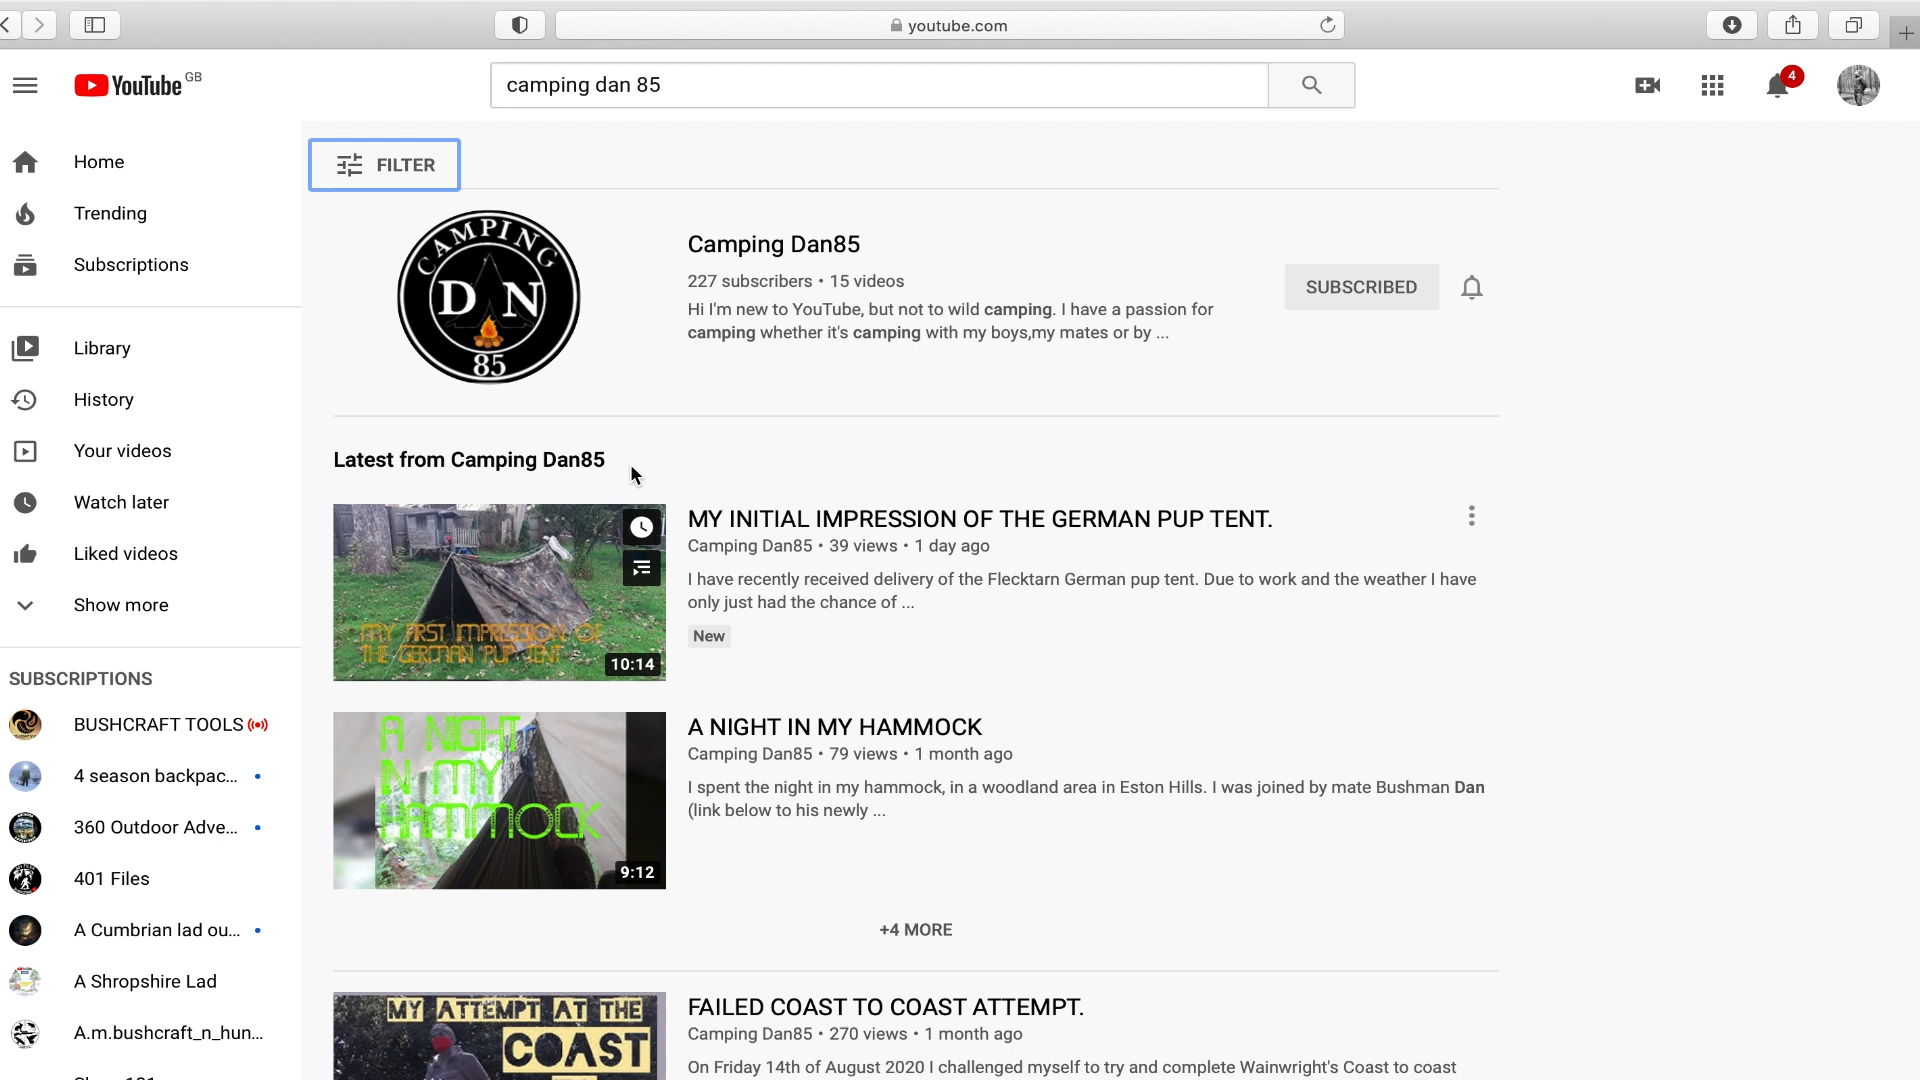 youtube.com
YouTube GB
camping dan 85
4
Home
Trending
Subscriptions
Library
History
Your videos
Watch later
Liked videos
Show more
SUBSCRIPTIONS
BUSHCRAFT TOOLS
4 season backpac...
360 Outdoor Adve...
401 Files
A Cumbrian lad ou...
A Shropshire Lad
A.m.bushcraft_n_hun...
FILTER
CAMPING
DAN
85
Camping Dan85
227 subscribers • 15 videos
Hi I'm new to YouTube, but not to wild camping. I have a passion for
camping whether it's camping with my boys,my mates or by ...
SUBSCRIBED
Latest from Camping Dan85
MY FIRST IMPRESSION OF
THE GERMAN PUP TENT
10:14
MY INITIAL IMPRESSION OF THE GERMAN PUP TENT.
Camping Dan85 • 39 views • 1 day ago
I have recently received delivery of the Flecktarn German pup tent. Due to work and the weather I have
only just had the chance of ...
New
A NIGHT
IN MY
HAMMOCK
9:12
A NIGHT IN MY HAMMOCK
Camping Dan85 • 79 views • 1 month ago
I spent the night in my hammock, in a woodland area in Eston Hills. I was joined by mate Bushman Dan
(link below to his newly ...
+4 MORE
MY ATTEMPT AT THE
COAST
FAILED COAST TO COAST ATTEMPT.
Camping Dan85 • 270 views • 1 month ago
On Friday 14th of August 2020 I challenged myself to try and complete Wainwright's Coast to coast